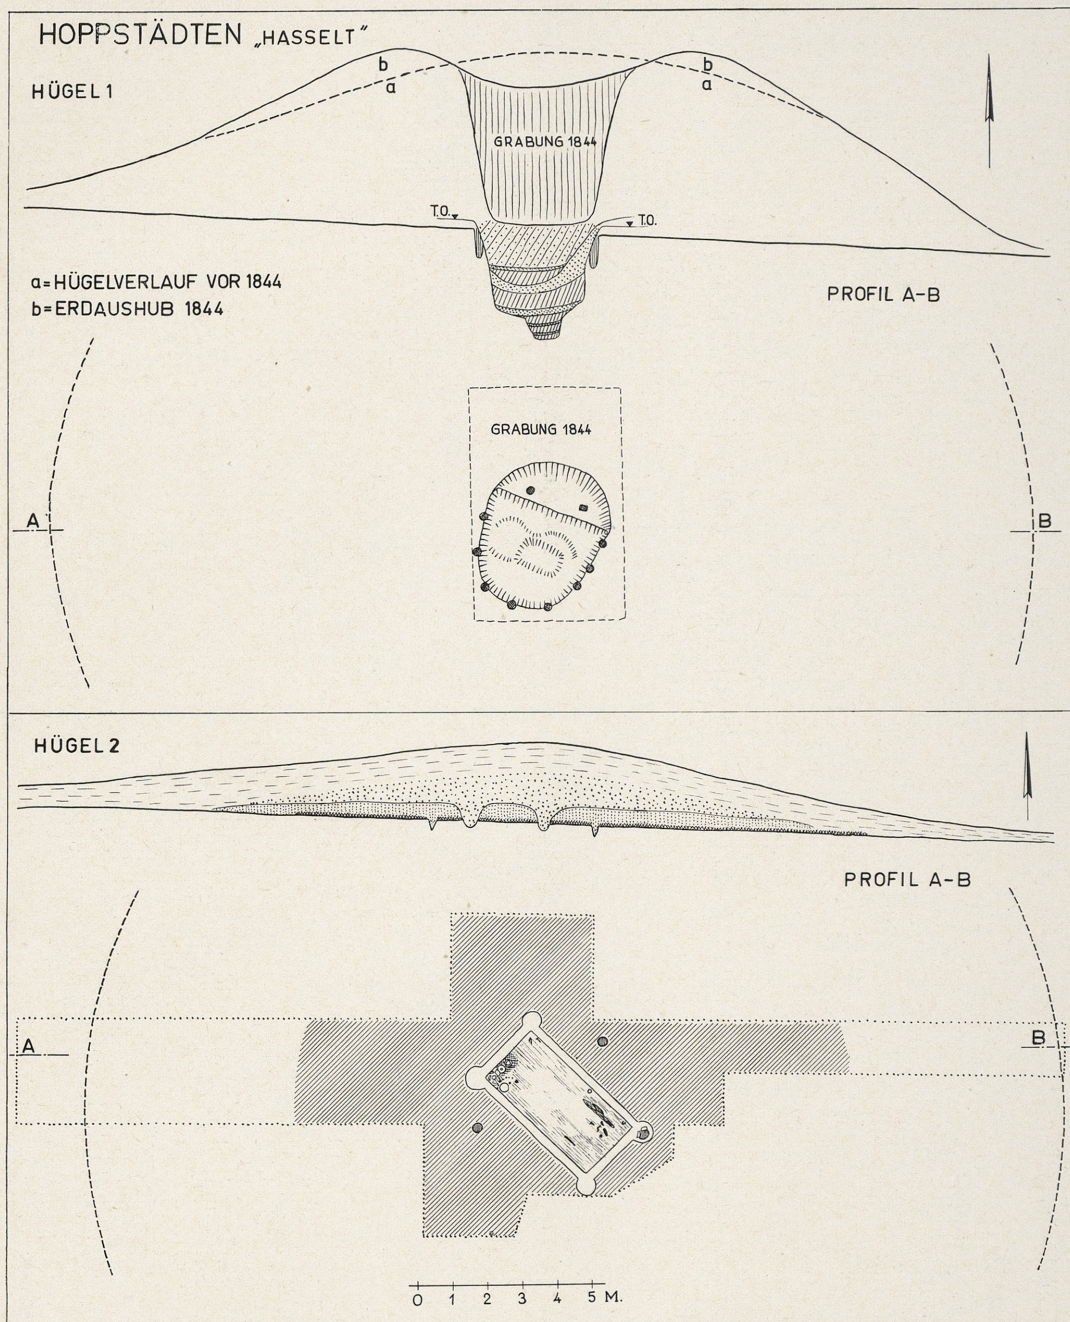 HOPPSTÄDTEN „HASSELT“
HÜGEL 1
b
a
b
a
GRABUNG 1844
T.O.
T.O.
a=HÜGELVERLAUF VOR 1844
b=ERDAUSHUB 1844
PROFIL A-B
GRABUNG 1844
A
B
HÜGEL 2
PROFIL A-B
A
B
0 1 2 3 4 5 M.